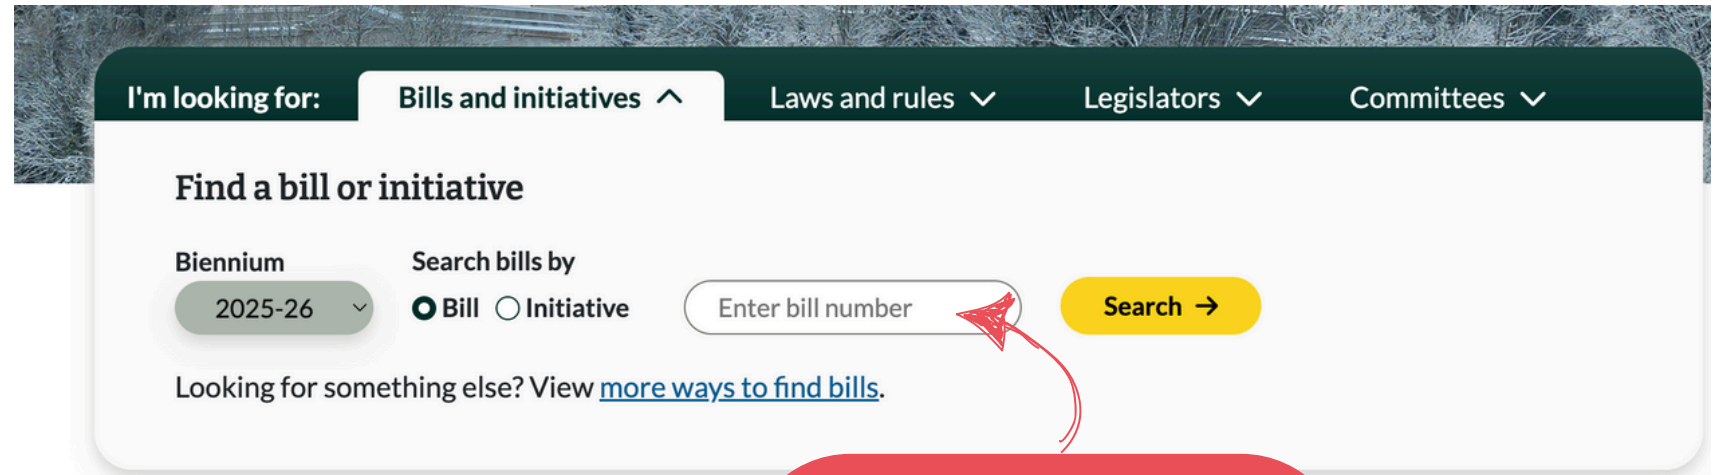 I'm looking for: Bills and initiatives Laws and rules Legislators Committees
Find a bill or initiative
Biennium Search bills by
2025-26 Bill Initiative Enter bill number Search →
Looking for something else? View more ways to find bills.